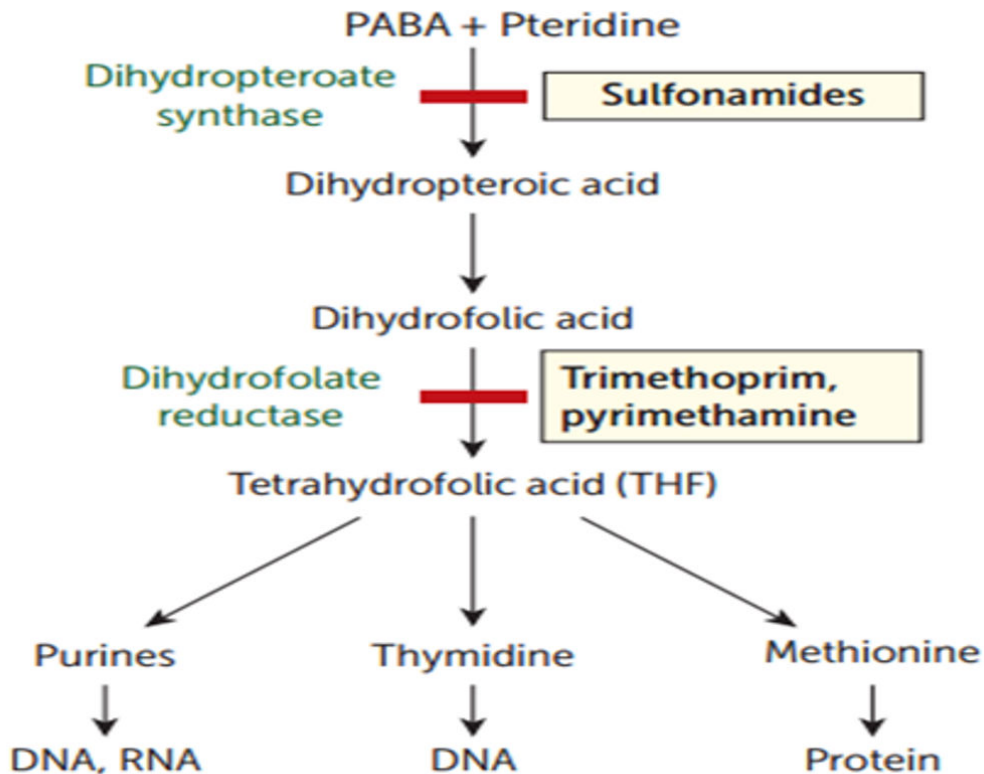 PABA + Pteridine
Dihydropteroate
synthase
Sulfonamides
Dihydropteroic acid
Dihydrofolic acid
Dihydrofolate
reductase
Trimethoprim,
pyrimethamine
Tetrahydrofolic acid (THF)
Purines
Thymidine
Methionine
DNA, RNA
DNA
Protein